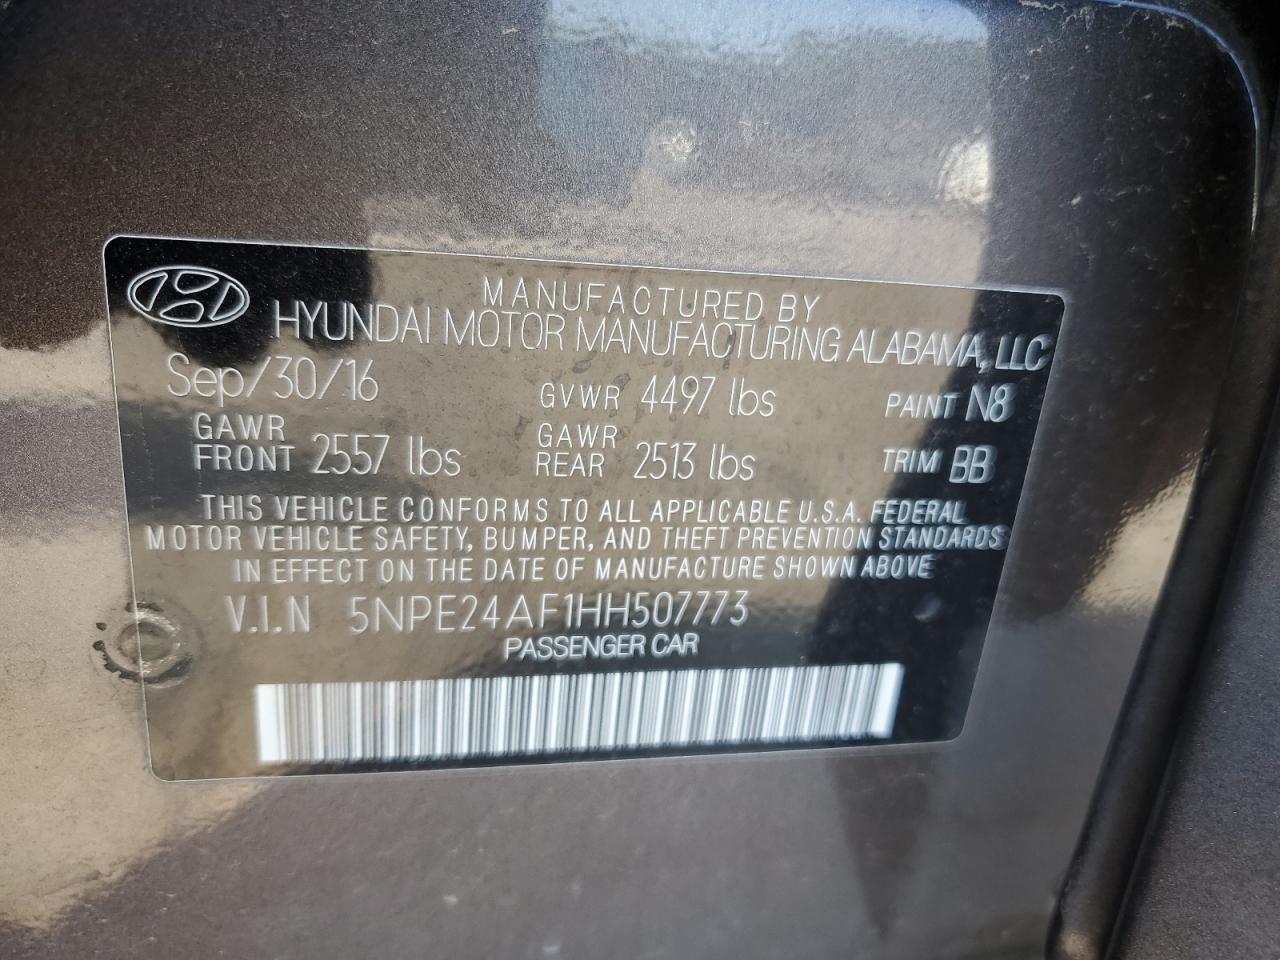 MANUFACTURED BY
HYUNDAI MOTOR MANUFACTURING ALABAMA, LLC
Sep/30/16 GVWR 4497 lbs PAINT N8
GAWR FRONT 2557 lbs GAWR REAR 2513 lbs TRIM BB
THIS VEHICLE CONFORMS TO ALL APPLICABLE U.S.A. FEDERAL
MOTOR VEHICLE SAFETY, BUMPER, AND THEFT PREVENTION STANDARDS
IN EFFECT ON THE DATE OF MANUFACTURE SHOWN ABOVE
V.I.N 5NPE24AF1HH507773
PASSENGER CAR